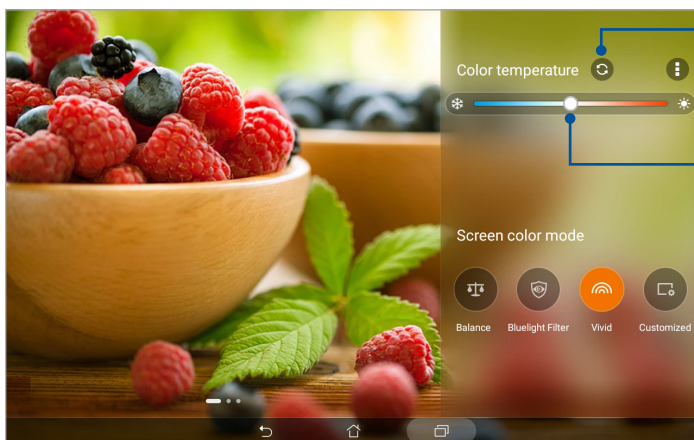 Color temperature
Screen color mode
Balance
Bluelight Filter
Vivid
Customized